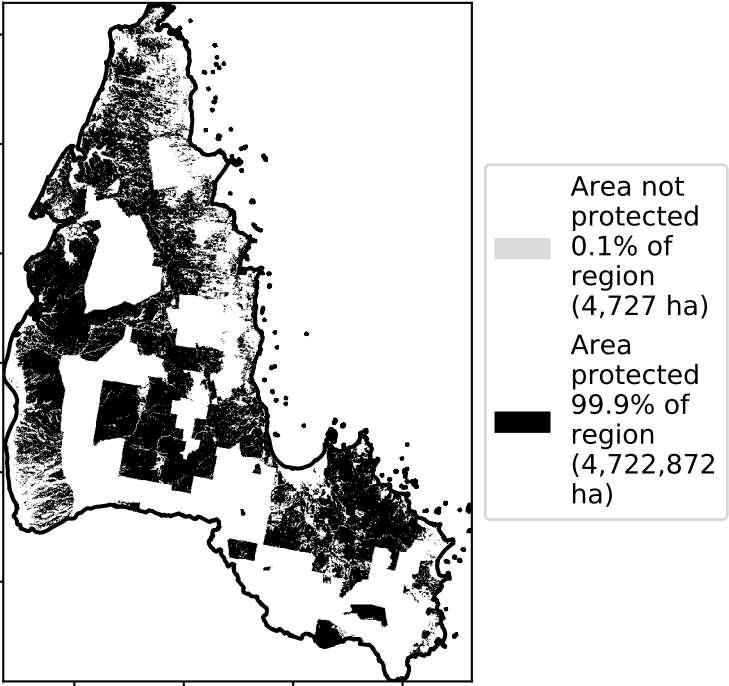 Area not
protected
0.1% of
region
(4,727 ha)
Area
protected
99.9% of
region
(4,722,872
ha)